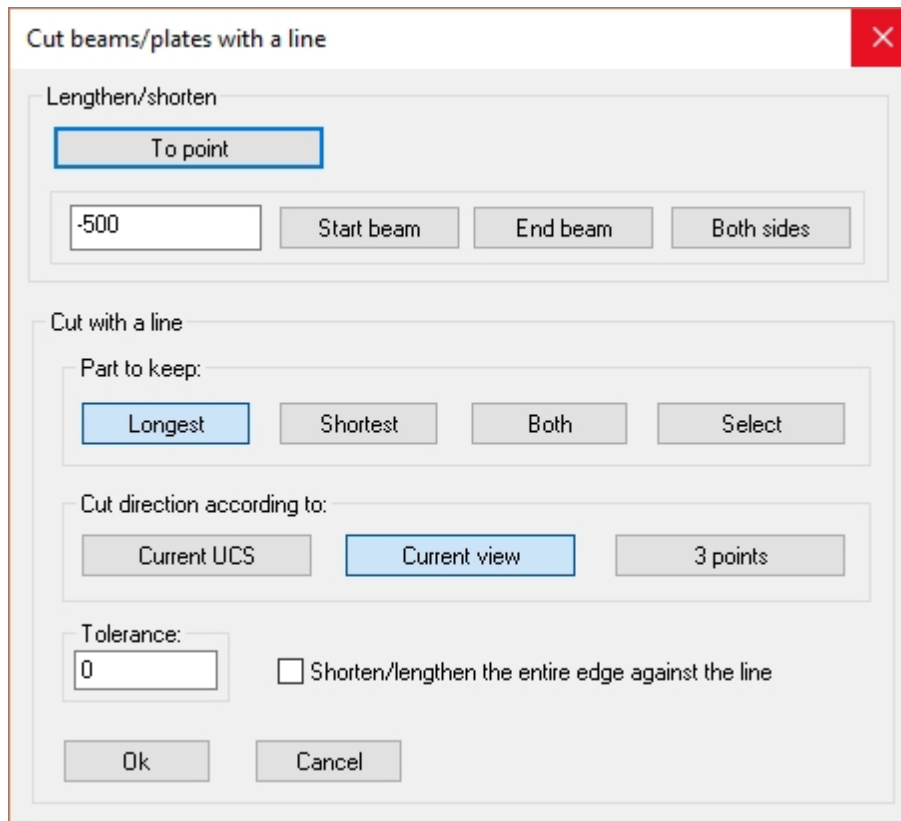 Cut beams/plates with a line
Lengthen/shorten
To point
-500 Start beam End beam Both sides
Cut with a line
Part to keep:
Longest Shortest Both Select
Cut direction according to:
Current UCS Current view 3 points
Tolerance:
0 Shorten/lengthen the entire edge against the line
Ok Cancel